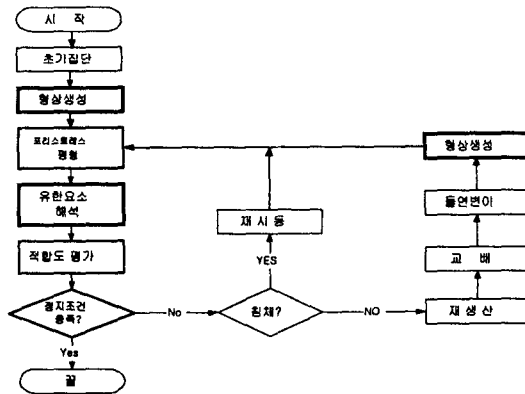 시 작
초기집단
형상생성
프리스트레스
평형
유한요소
해석
적합도 평가
정지조건
충족?
Yes
끝
No
침체?
YES
재시동
NO
재생산
교 배
돌연변이
형상생성